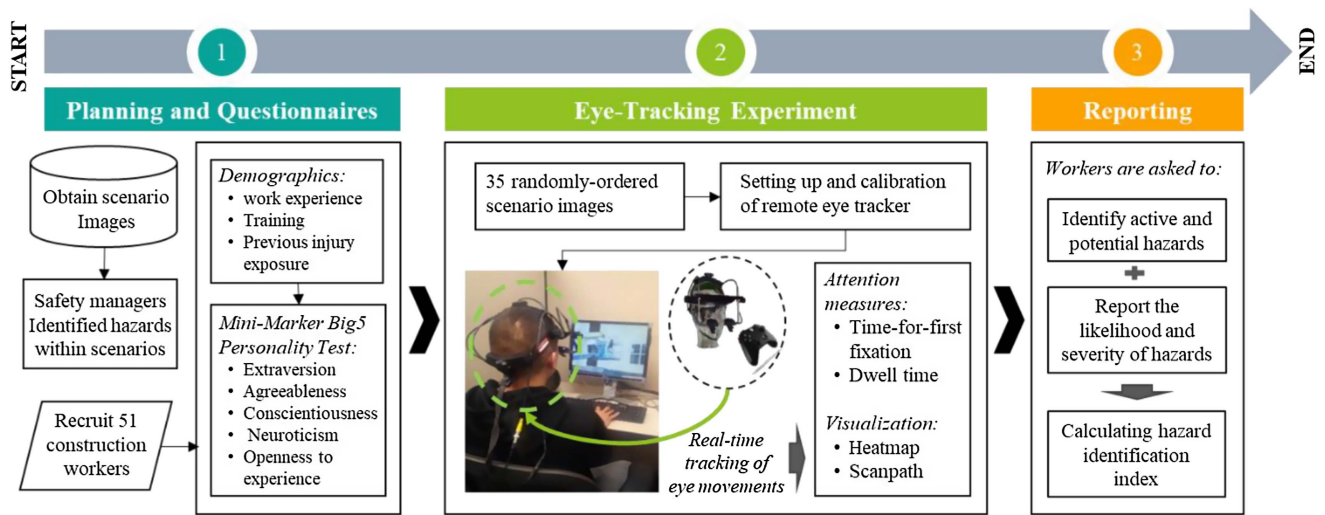 START
1
2
3
END
Planning and Questionnaires
Obtain scenario
Images
Safety managers
Identified hazards
within scenarios
Recruit 51
construction
workers
Demographics:
• work experience
• Training
• Previous injury
exposure
Mini-Marker Big5
Personality Test:
• Extraversion
• Agreeableness
• Conscientiousness
• Neuroticism
• Openness to
experience
Eye-Tracking Experiment
35 randomly-ordered
scenario images
Setting up and calibration
of remote eye tracker
Real-time
tracking of
eye movements
Attention
measures:
• Time-for-first
fixation
• Dwell time
Visualization:
• Heatmap
• Scanpath
Reporting
Workers are asked to:
Identify active and
potential hazards
Report the
likelihood and
severity of hazards
Calculating hazard
identification
index